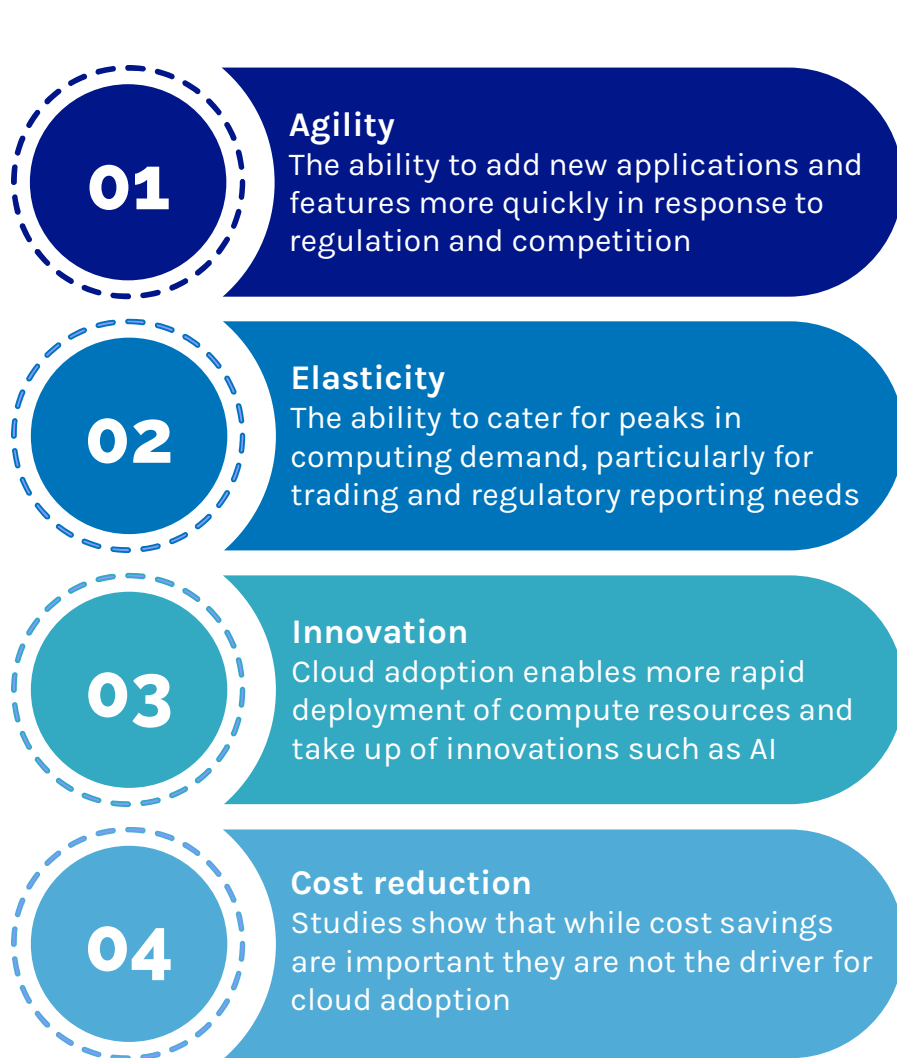 01
Agility
The ability to add new applications and
features more quickly in response to
regulation and competition
02
Elasticity
The ability to cater for peaks in
computing demand, particularly for
trading and regulatory reporting needs
03
Innovation
Cloud adoption enables more rapid
deployment of compute resources and
take up of innovations such as AI
04
Cost reduction
Studies show that while cost savings
are important they are not the driver for
cloud adoption